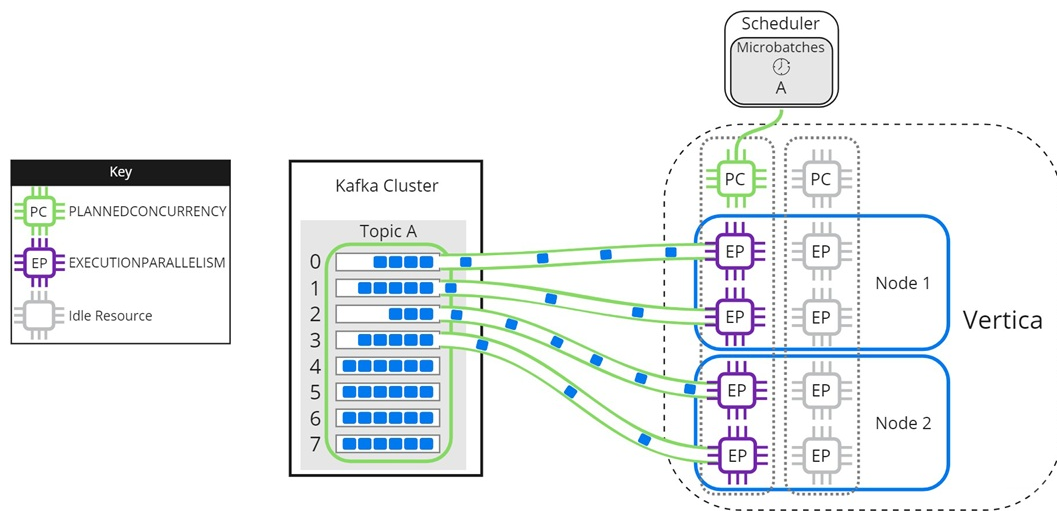 Scheduler
Microbatches
A
Key
PC PLANNEDCONCURRENCY
EP EXECUTIONPARALLELISM
Idle Resource
Kafka Cluster
Topic A
0
1
2
3
4
5
6
7
PC PC
EP EP
Node 1
EP EP
Vertica
EP EP
Node 2
EP EP